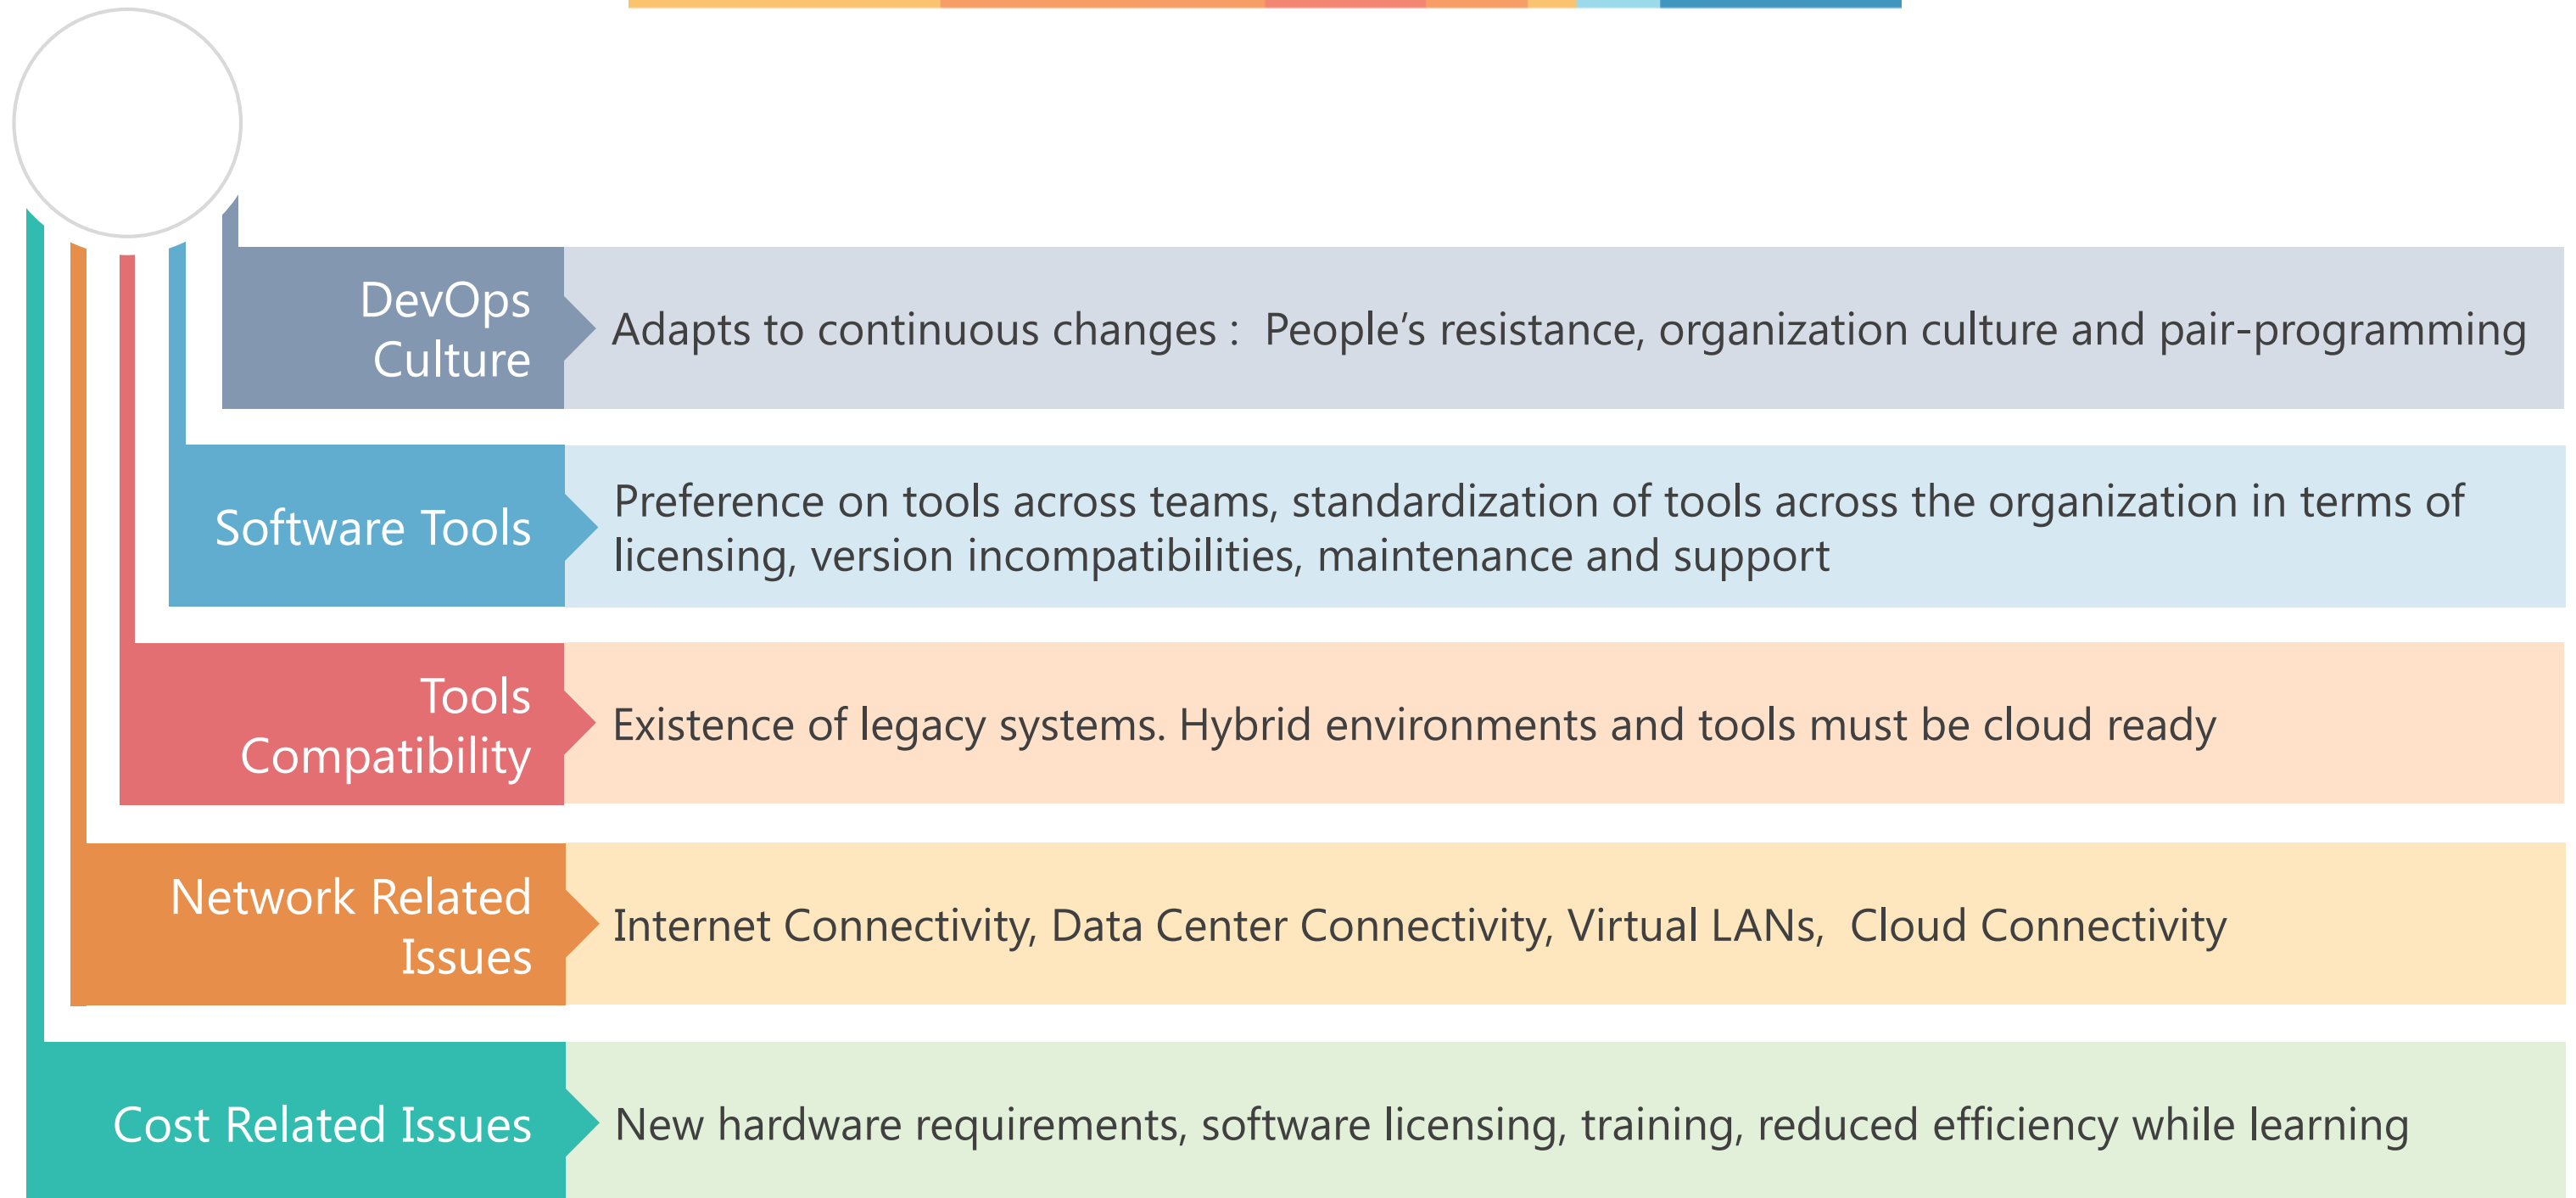 DevOps
Culture
Adapts to continuous changes :  People’s resistance, organization culture and pair-programming
Software Tools
Preference on tools across teams, standardization of tools across the organization in terms of
licensing, version incompatibilities, maintenance and support
Tools
Compatibility
Existence of legacy systems. Hybrid environments and tools must be cloud ready
Network Related
Issues
Internet Connectivity, Data Center Connectivity, Virtual LANs,  Cloud Connectivity
Cost Related Issues
New hardware requirements, software licensing, training, reduced efficiency while learning